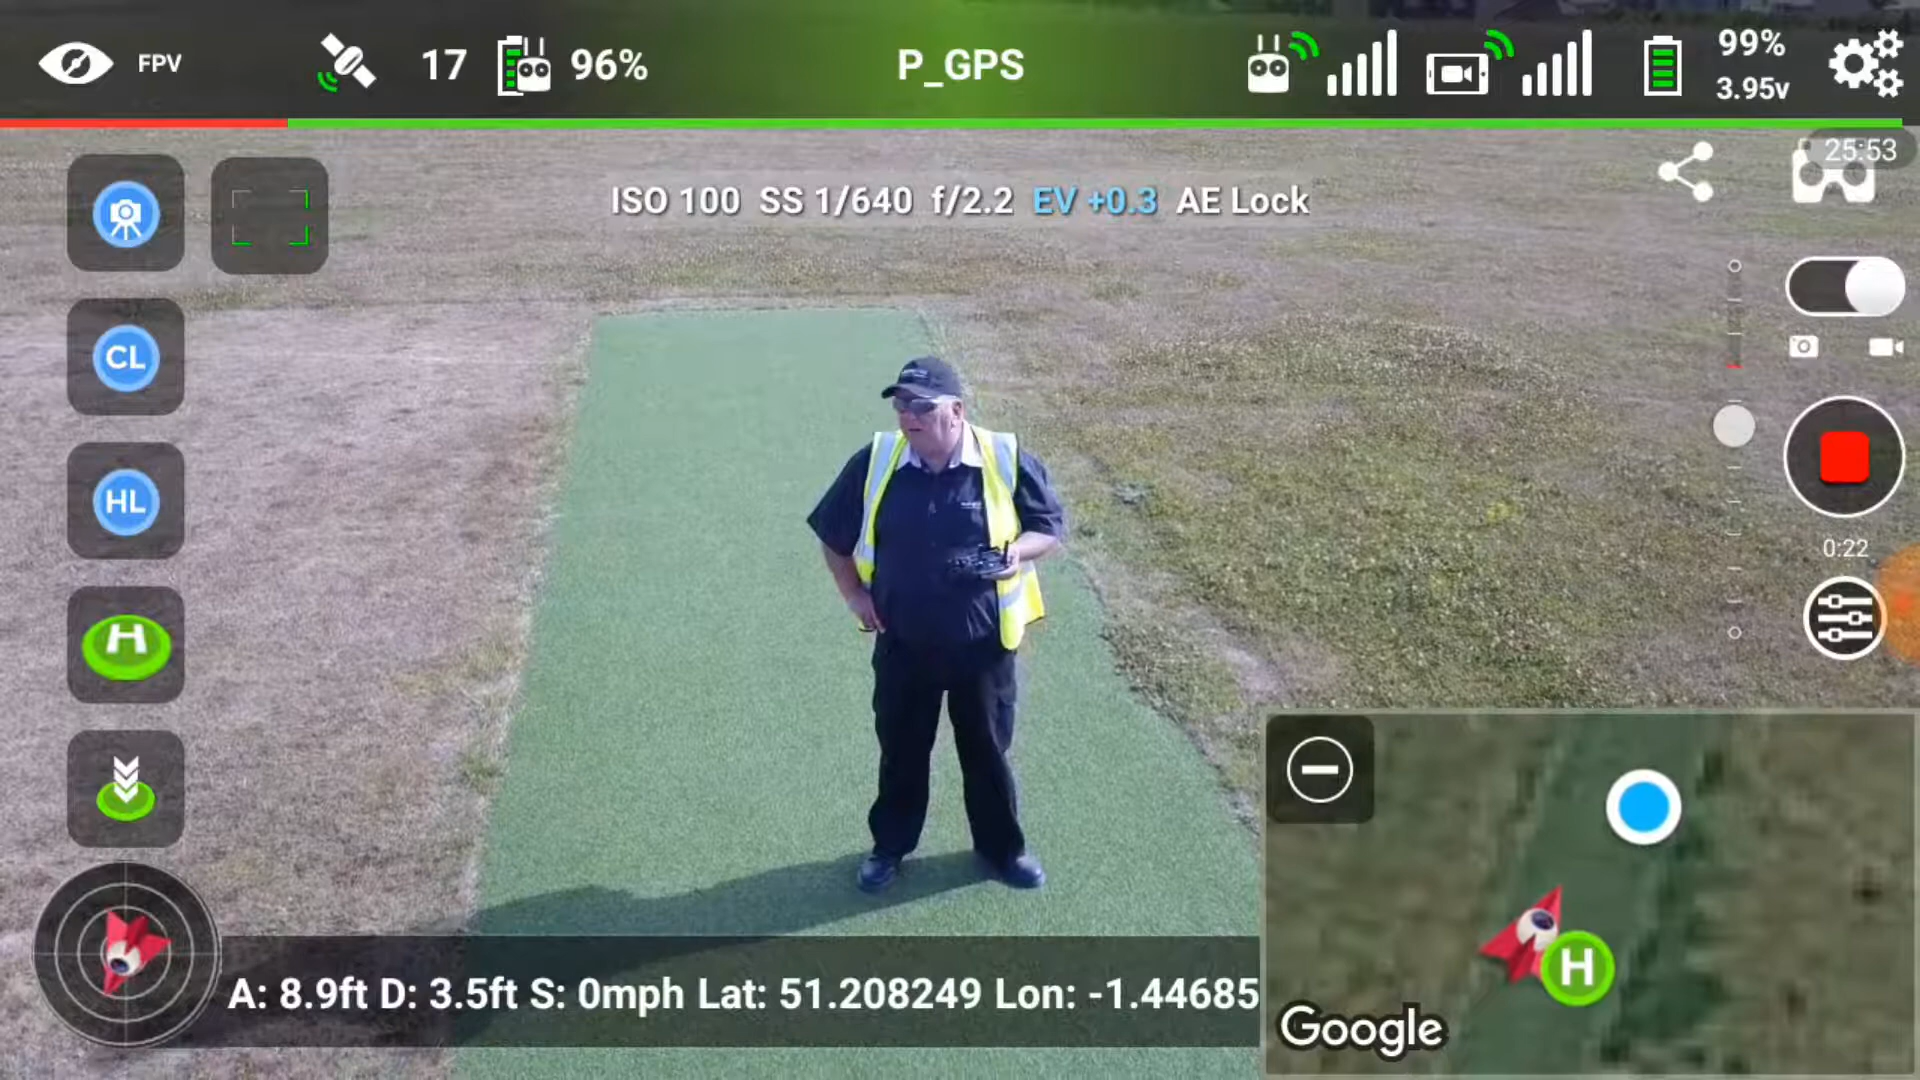 FPV
17
96%
P_GPS
99%
3.95v
25:53
ISO 100 SS 1/640 f/2.2 EV +0.3 AE Lock
CL
HL
H
0:22
A: 8.9ft D: 3.5ft S: 0mph Lat: 51.208249 Lon: -1.44685
H
Google